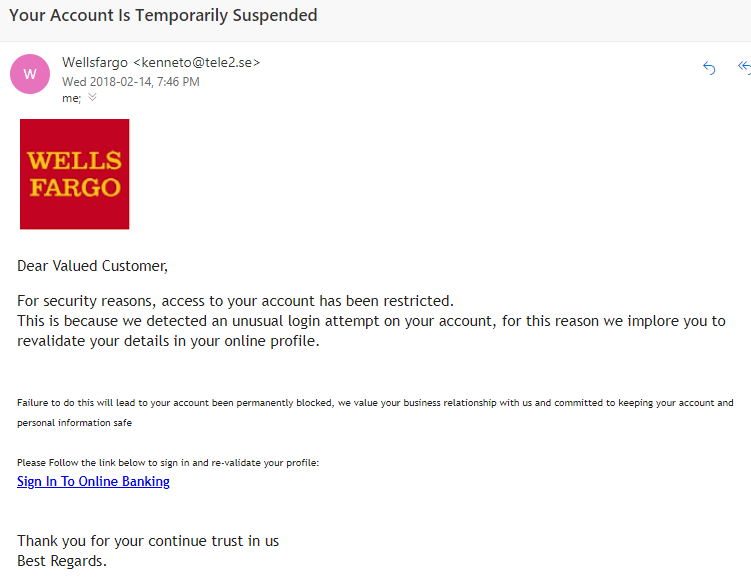 Your Account Is Temporarily Suspended
W
Wellsfargo <kenneto@tele2.se>
Wed 2018-02-14, 7:46 PM
me;
WELLS
FARGO
Dear Valued Customer,
For security reasons, access to your account has been restricted.
This is because we detected an unusual login attempt on your account, for this reason we implore you to
revalidate your details in your online profile.
Failure to do this will lead to your account been permanently blocked, we value your business relationship with us and committed to keeping your account and
personal information safe
Please Follow the link below to sign in and re-validate your profile:
Sign In To Online Banking
Thank you for your continue trust in us
Best Regards.